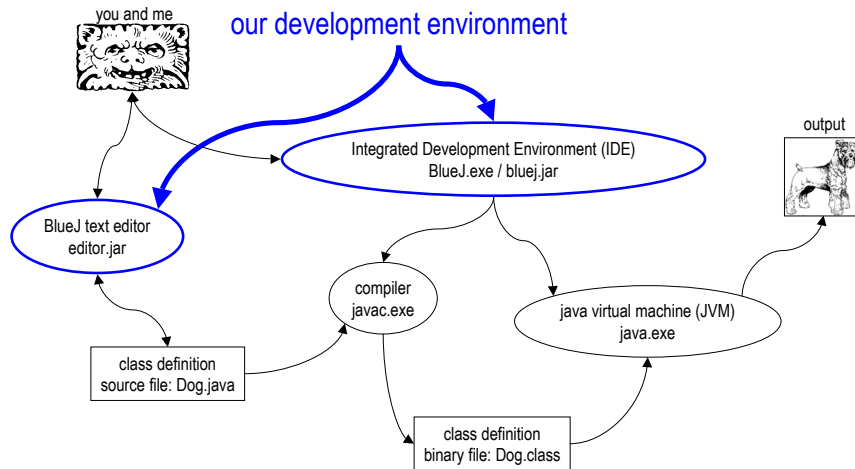 you and me
our development environment
output
Integrated Development Environment (IDE)
BlueJ.exe / bluej.jar
BlueJ text editor
editor.jar
compiler
javac.exe
java virtual machine (JVM)
java.exe
class definition
source file: Dog.java
class definition
binary file: Dog.class